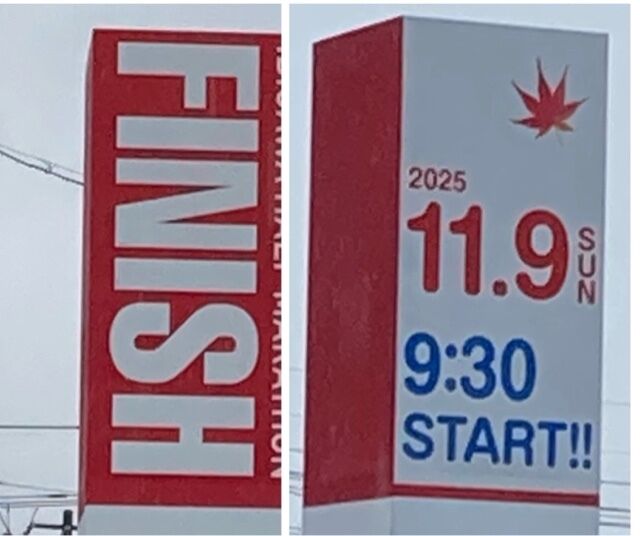 FINISH
HALF MARATHON
2025
11.9
SUN
9:30
START!!